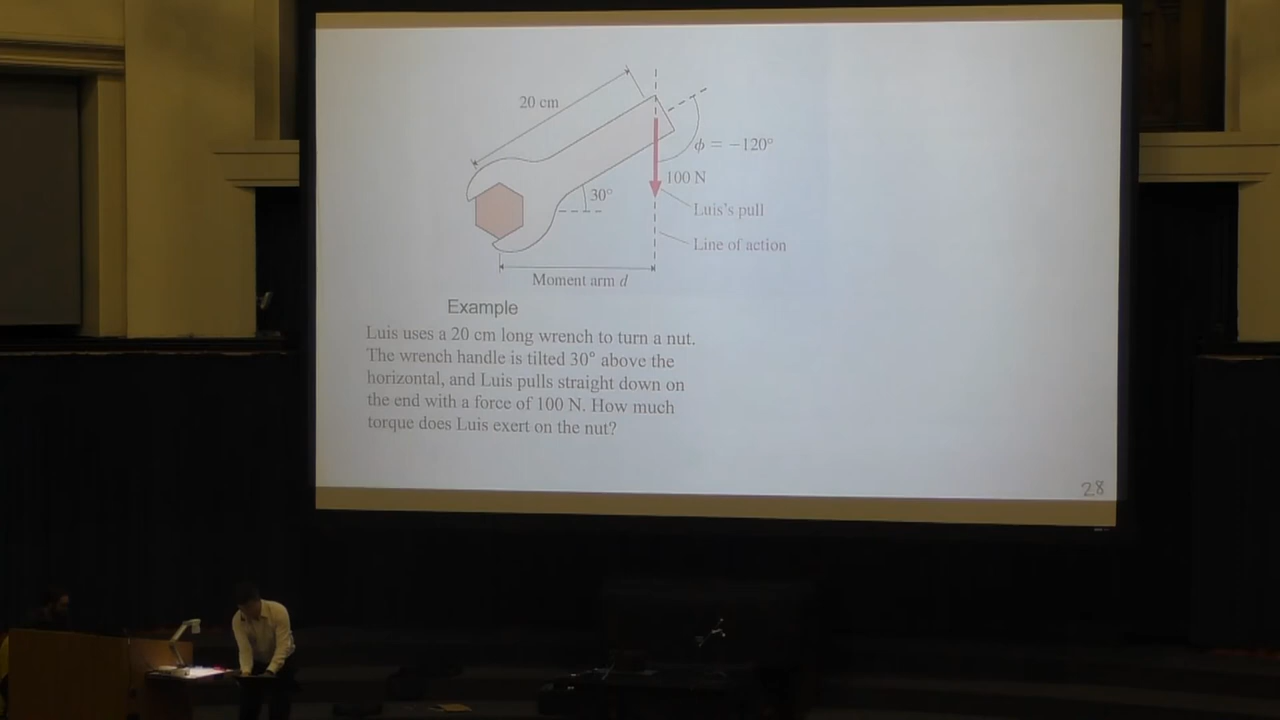 20 cm
ϕ = −120°
100 N
30°
Luis's pull
Line of action
Moment arm d
Example
Luis uses a 20 cm long wrench to turn a nut.
The wrench handle is tilted 30° above the
horizontal, and Luis pulls straight down on
the end with a force of 100 N. How much
torque does Luis exert on the nut?
28